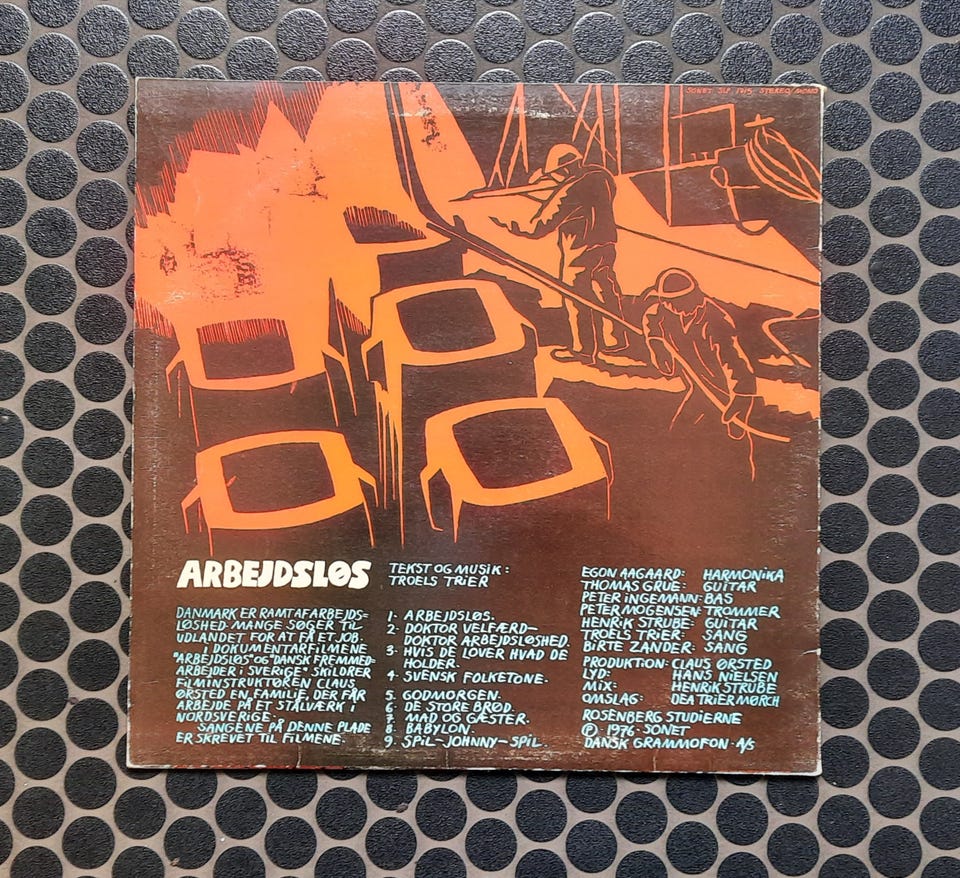 SONET SLP 1715 STEREO/MONO
ARBEJDSLØS
TEKST OG MUSIK:
TROELS TRIER
DANMARK ER RAMT AF ARBEJDS=
LØSHED. MANGE SØGER TIL
UDLANDET FOR AT FÅ ET JOB.
I DOKUMENTARFILMENE
"ARBEJDSLØS" OG "DANSK FREMMED-
ARBEJDER I SVERIGE" SKILDRER
FILMINSTRUKTØREN CLAUS
ØRSTED EN FAMILIE, DER FÅR
ARBEJDE PÅ ET STÅLVÆRK I
NORDSVERIGE.
SANGENE PÅ DENNE PLADE
ER SKREVET TIL FILMENE.
1. ARBEJDSLØS.
2. DOKTOR VELFÆRD-
DOKTOR ARBEJDSLØSHED.
3. HVIS DE LOVER HVAD DE
HOLDER.
4. SVENSK FOLKETONE.
5. GODMORGEN.
6. DE STORE BRØD.
7. MAD OG GÆSTER.
8. BABYLON.
9. SPIL-JOHNNY-SPIL.
EGON AAGAARD: HARMONIKA
THOMAS GRUE: GUITAR
PETER INGEMANN: BAS
PETER MOGENSEN: TROMMER
HENRIK STRUBE: GUITAR
TROELS TRIER: SANG
BIRTE ZANDER: SANG
PRODUKTION: CLAUS ØRSTED
LYD: HANS NIELSEN
MIX: HENRIK STRUBE
OMSLAG: DEA TRIER MØRCH
ROSENBERG STUDIERNE
℗ 1976 · SONET
DANSK GRAMMOFON A/S